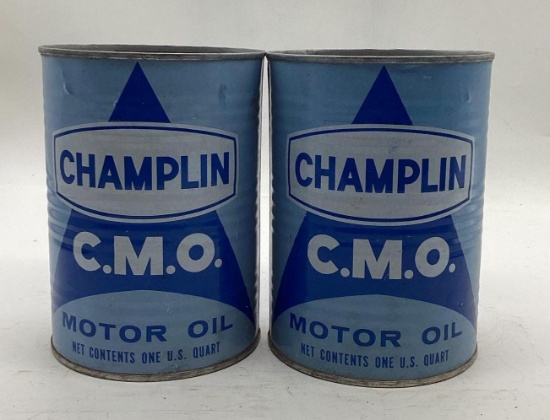 CHAMPLIN
C.M.O.
MOTOR OIL
NET CONTENTS ONE U.S. QUART
CHAMPLIN
C.M.O.
MOTOR OIL
NET CONTENTS ONE U.S. QUART